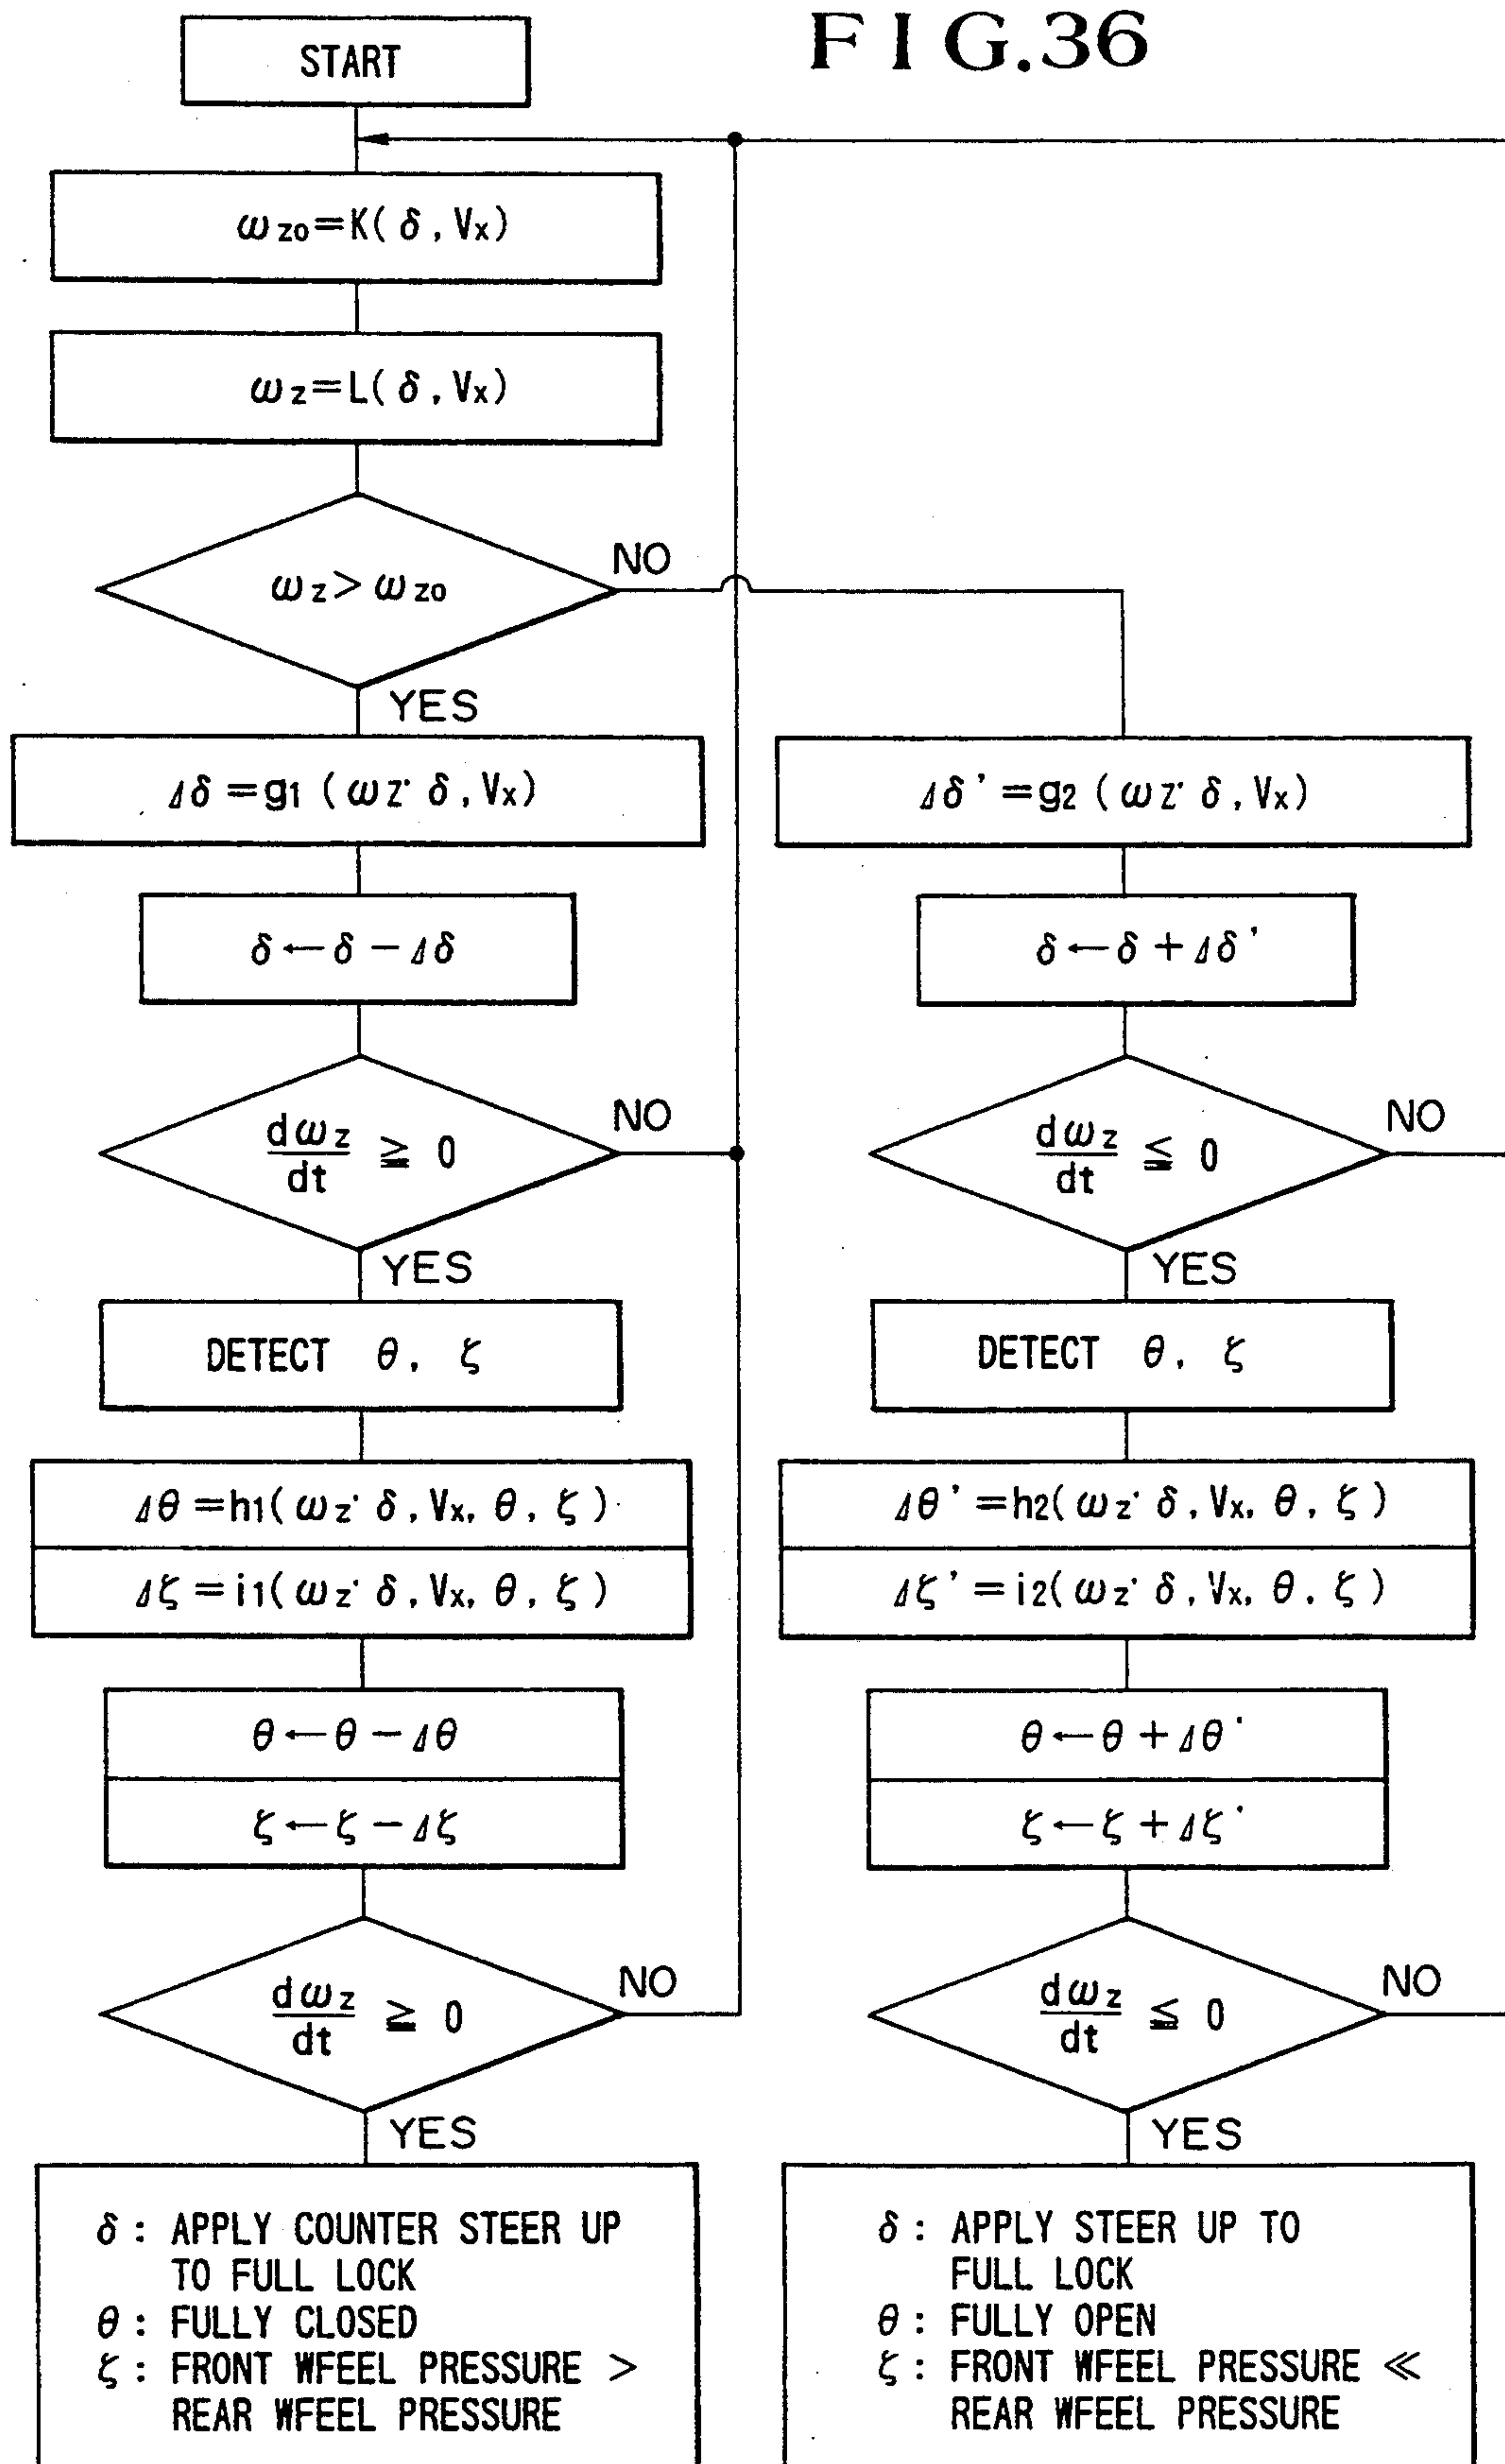 FIG.36
START
ωzo=K( δ , Vx)
ωz=L( δ , Vx)
ωz> ωzo
NO
YES
Δδ =g1 ( ωz· δ , Vx)
Δδ ' =g2 ( ωz· δ , Vx)
δ ← δ − Δδ
δ ← δ + Δδ '
dωz
dt
≧ 0
NO
YES
dωz
dt
≦ 0
NO
YES
DETECT θ, ζ
DETECT θ, ζ
Δθ =h1( ωz· δ , Vx, θ, ζ )
Δζ =i1( ωz· δ , Vx, θ, ζ )
Δθ ' =h2( ωz· δ , Vx, θ, ζ )
Δζ ' =i2( ωz· δ , Vx, θ, ζ )
θ ← θ − Δθ
ζ ← ζ − Δζ
θ ← θ + Δθ '
ζ ← ζ + Δζ '
dωz
dt
≧ 0
NO
YES
dωz
dt
≦ 0
NO
YES
δ : APPLY COUNTER STEER UP
TO FULL LOCK
θ : FULLY CLOSED
ζ : FRONT WFEEL PRESSURE >
REAR WFEEL PRESSURE
δ : APPLY STEER UP TO
FULL LOCK
θ : FULLY OPEN
ζ : FRONT WFEEL PRESSURE ≪
REAR WFEEL PRESSURE